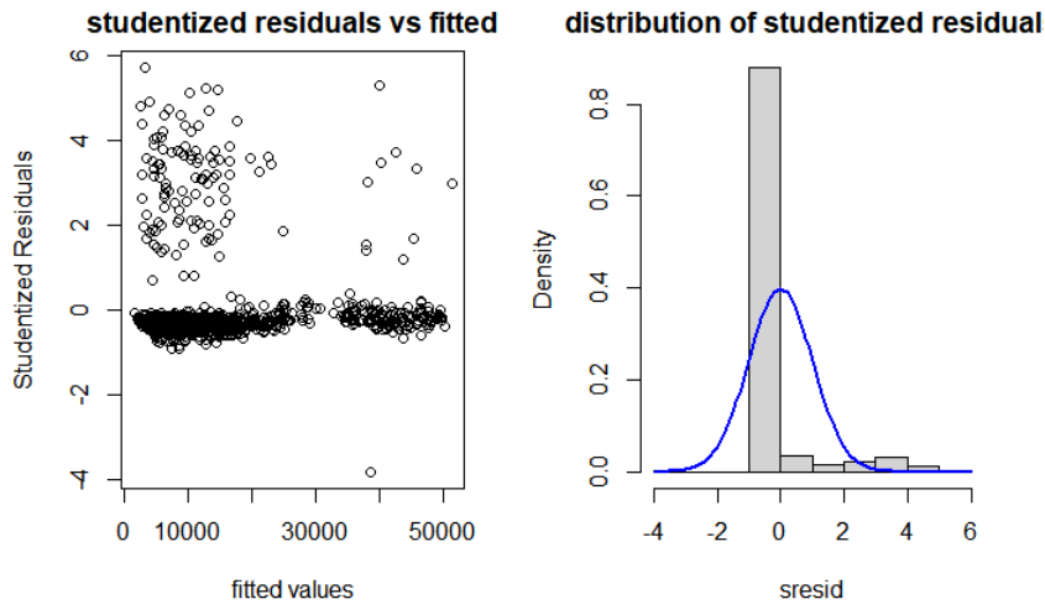 studentized residuals vs fitted
6
4
2
0
-2
-4
Studentized Residuals
0 10000 30000 50000
fitted values
distribution of studentized residual
0.8
0.6
0.4
0.2
0.0
Density
-4 -2 0 2 4 6
sresid